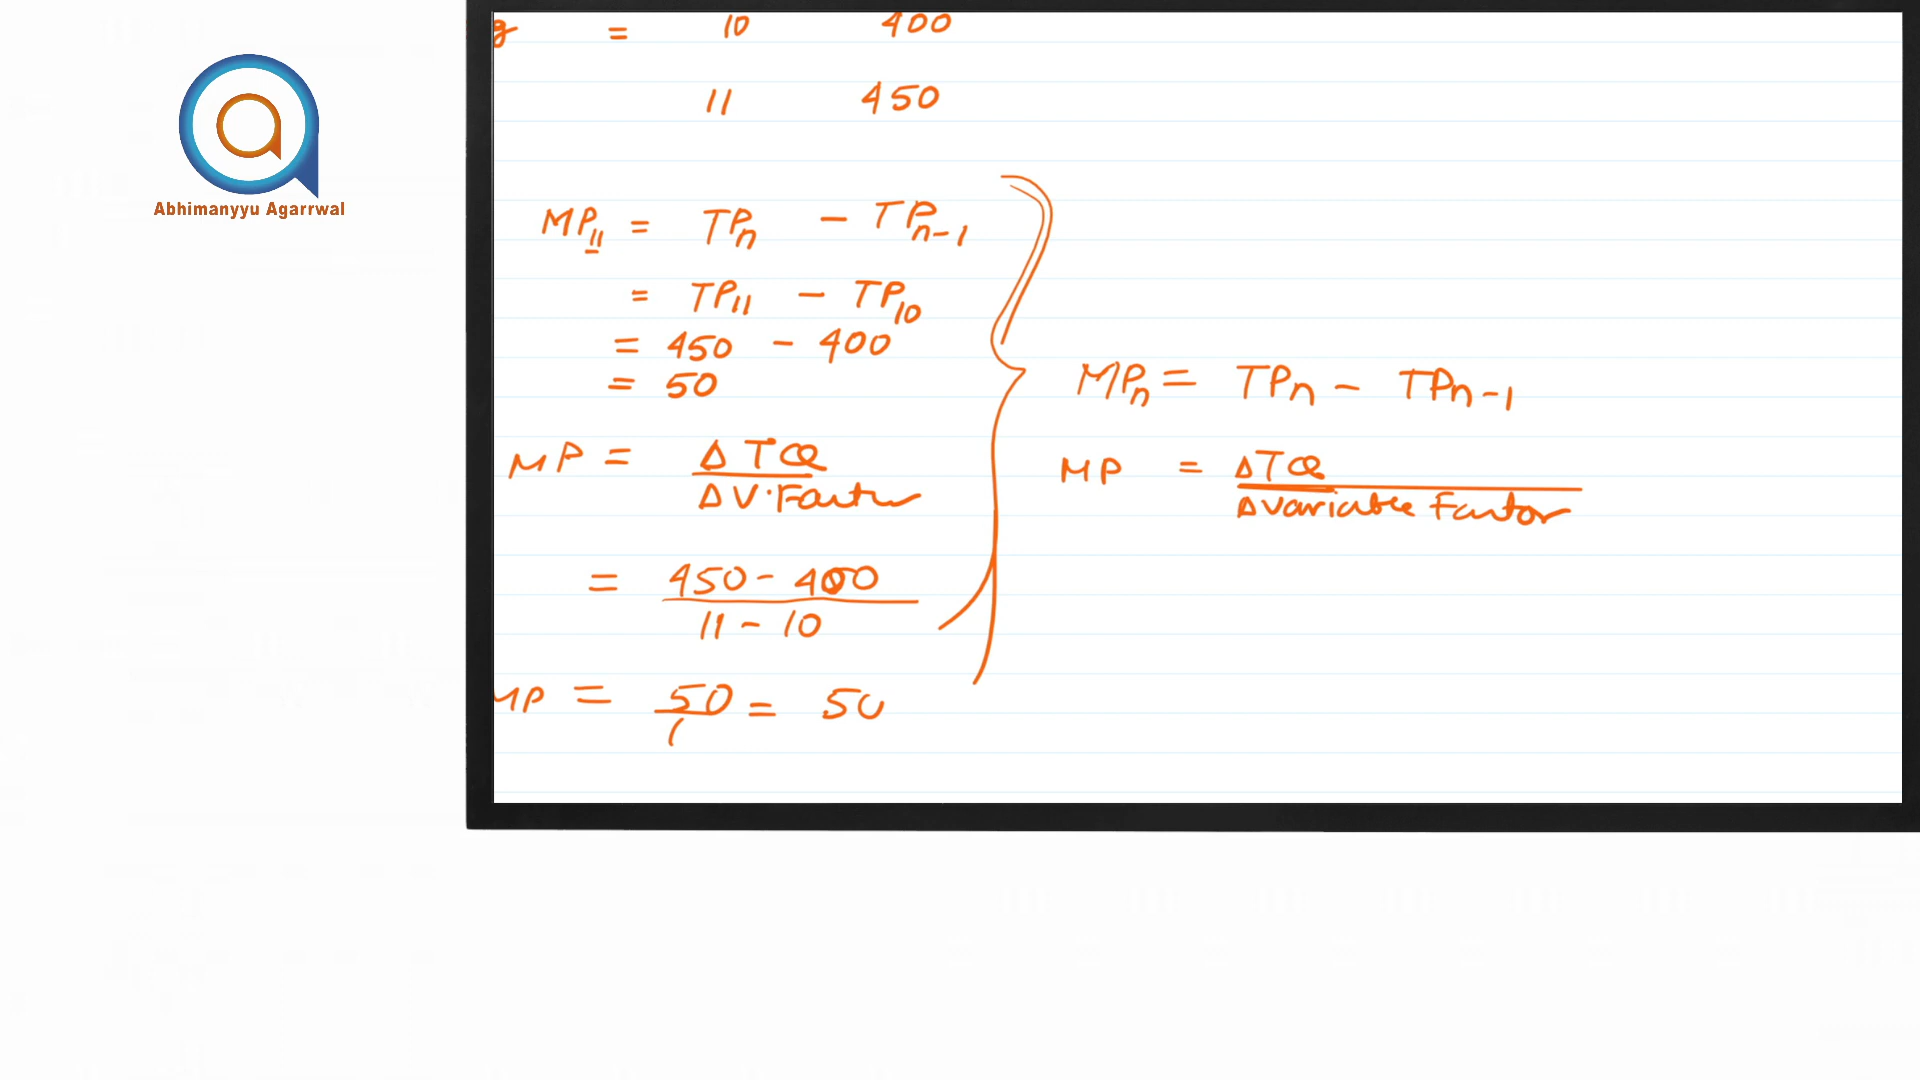 Abhimanyyu Agarrwal
g = 10 400
11 450
MP11 = TPn - TPn-1
= TP11 - TP10
= 450 - 400
= 50
MP = ΔTQ
ΔV.Factor
= 450 - 400
11 - 10
MP = 50 = 50
1
MPn = TPn - TPn-1
MP = ΔTQ
Δvariable Factor